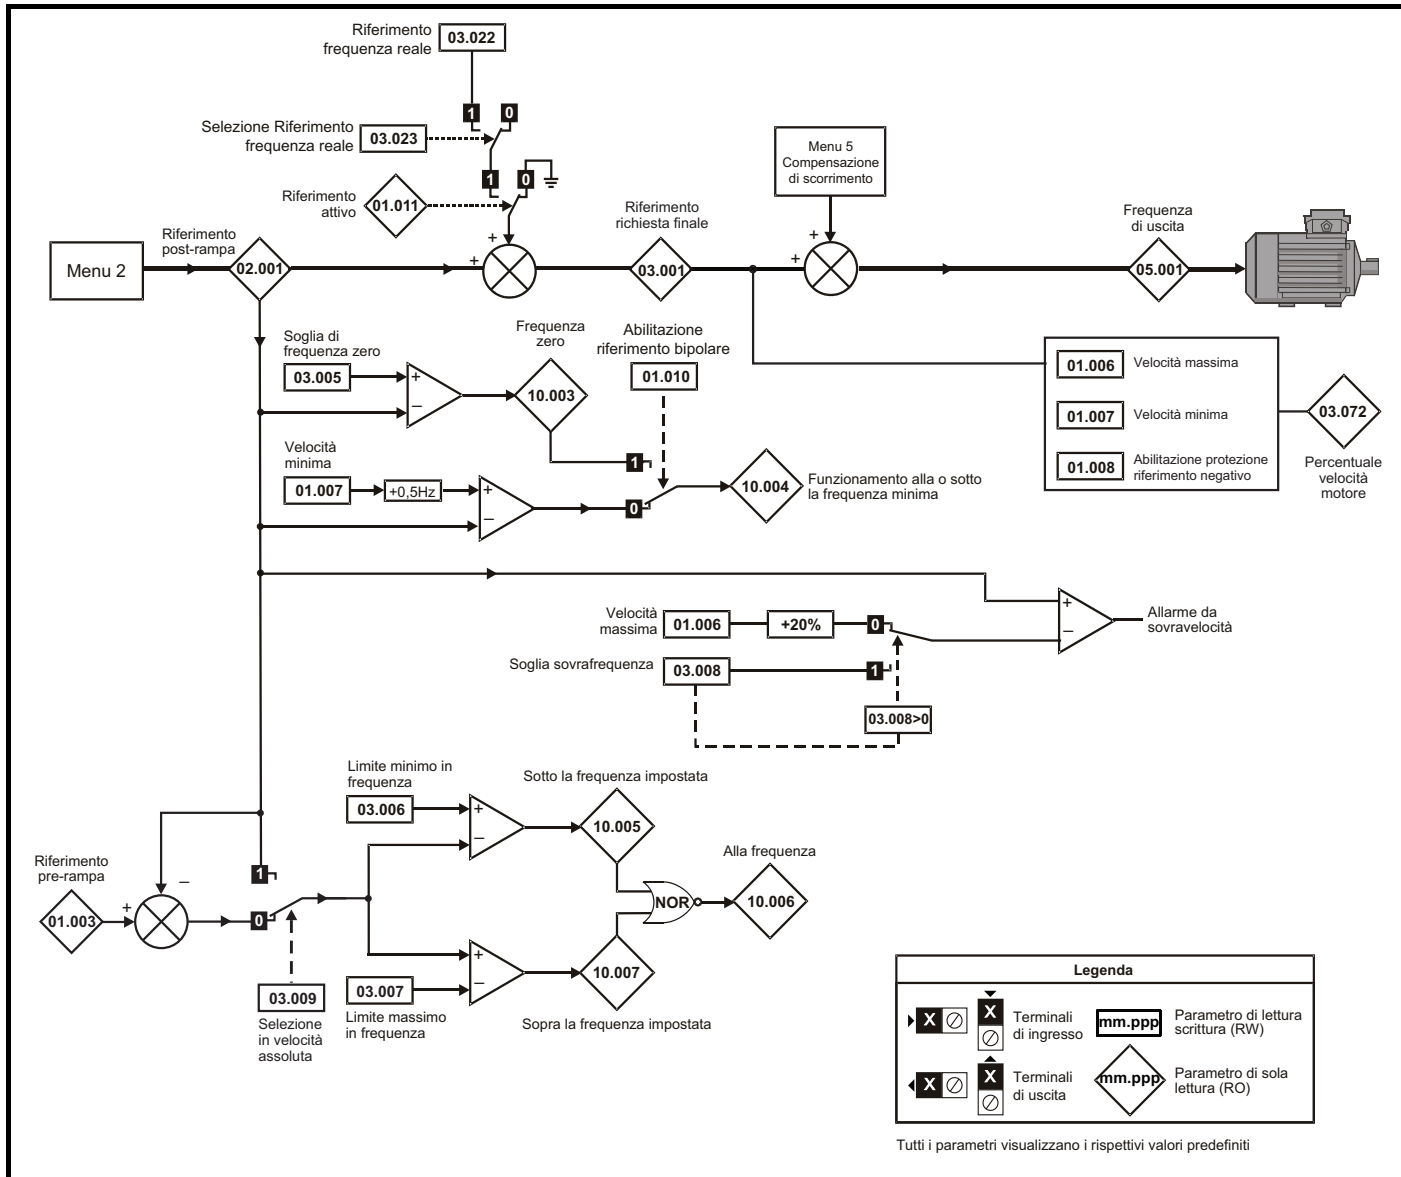 Riferimento
frequenza reale
03.022
1
0
Selezione Riferimento
frequenza reale
03.023
1
0
Riferimento
attivo
01.011
Menu 5
Compensazione
di scorrimento
Riferimento
richiesta finale
Frequenza
di uscita
Riferimento
post-rampa
+
+
+
+
Menu 2
02.001
03.001
05.001
Soglia di
frequenza zero
03.005
+
–
Frequenza
zero
10.003
Abilitazione
riferimento bipolare
01.010
01.006
Velocità massima
01.007
Velocità minima
01.008
Abilitazione protezione
riferimento negativo
03.072
Percentuale
velocità
motore
Velocità
minima
01.007
+0,5Hz
+
–
1
0
10.004
Funzionamento alla o sotto
la frequenza minima
Velocità
massima
01.006
+20%
0
+
–
Allarme da
sovravelocità
Soglia sovrafrequenza
03.008
1
03.008>0
Limite minimo in
frequenza
03.006
+
–
Sotto la frequenza impostata
10.005
Riferimento
pre-rampa
01.003
+
–
1
0
03.009
Selezione
in velocità
assoluta
03.007
Limite massimo
in frequenza
+
–
10.007
Sopra la frequenza impostata
NOR
Alla frequenza
10.006
Legenda
X
X
Terminali
di ingresso
mm.ppp
Parametro di lettura
scrittura (RW)
X
X
Terminali
di uscita
mm.ppp
Parametro di sola
lettura (RO)
Tutti i parametri visualizzano i rispettivi valori predefiniti